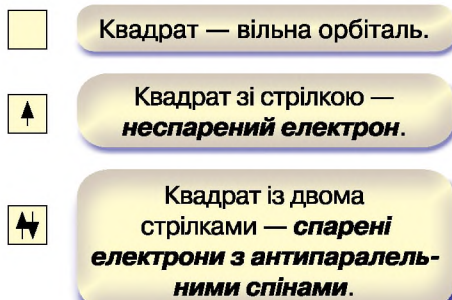 Квадрат — вільна орбіталь.
Квадрат зі стрілкою —
неспарений електрон.
Квадрат із двома
стрілками — спарені
електрони з антипаралель-
ними спінами.